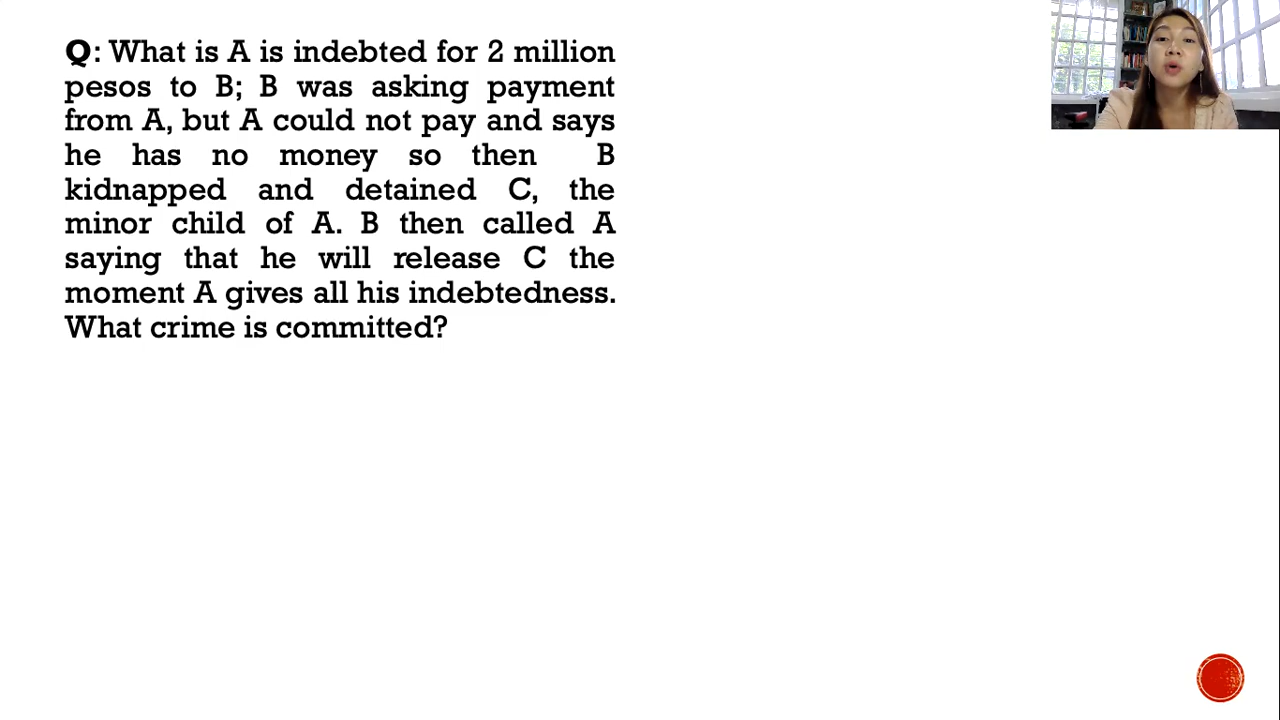 Q: What is A is indebted for 2 million
pesos to B; B was asking payment
from A, but A could not pay and says
he has no money so then B
kidnapped and detained C, the
minor child of A. B then called A
saying that he will release C the
moment A gives all his indebtedness.
What crime is committed?